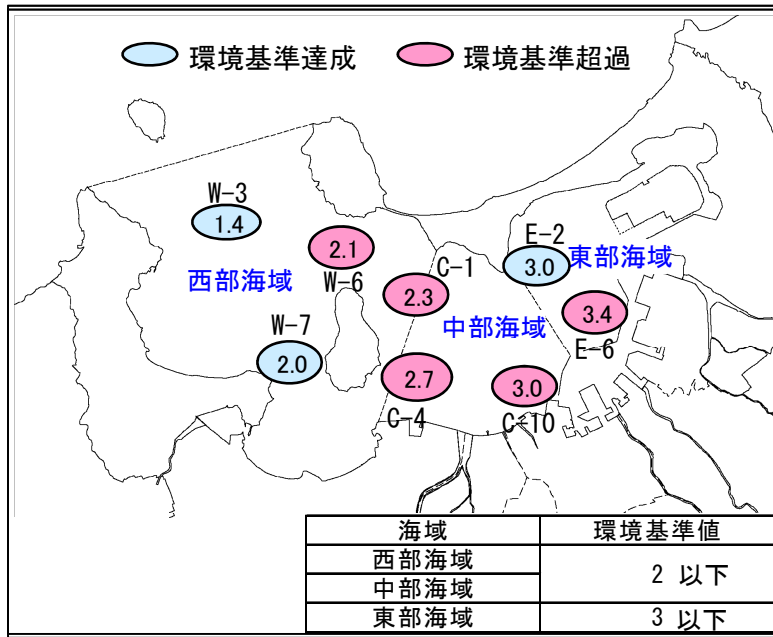 環境基準達成 環境基準超過
W-3
1.4
E-2
3.0
東部海域
2.1
W-6
西部海域
C-1
2.3
中部海域
3.4
E-6
W-7
2.0
2.7
C-4
3.0
C-10
海域 環境基準値
西部海域
中部海域
2 以下
東部海域 3 以下